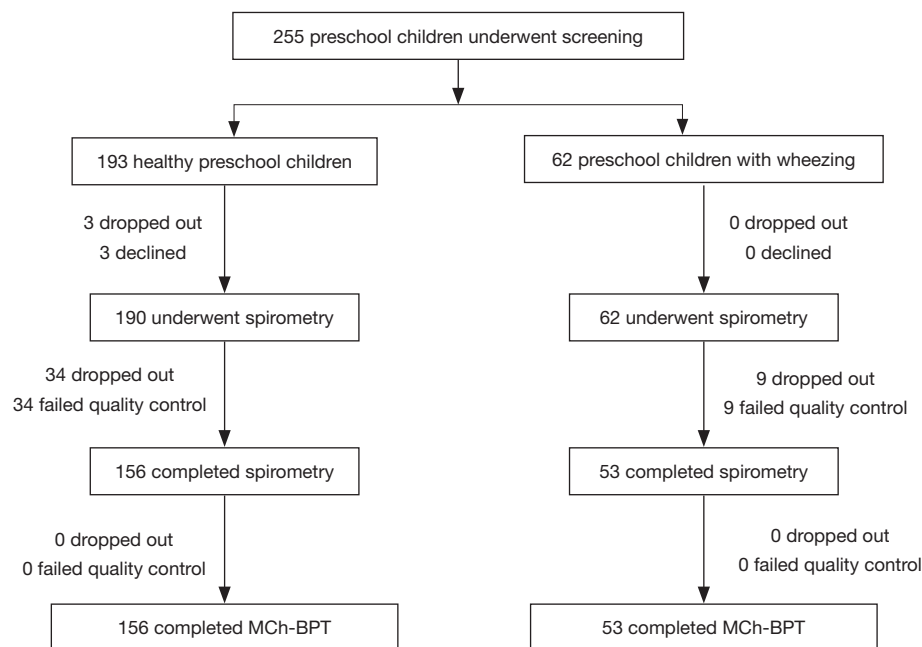 255 preschool children underwent screening
193 healthy preschool children
62 preschool children with wheezing
3 dropped out
3 declined
0 dropped out
0 declined
190 underwent spirometry
62 underwent spirometry
34 dropped out
34 failed quality control
9 dropped out
9 failed quality control
156 completed spirometry
53 completed spirometry
0 dropped out
0 failed quality control
0 dropped out
0 failed quality control
156 completed MCh-BPT
53 completed MCh-BPT